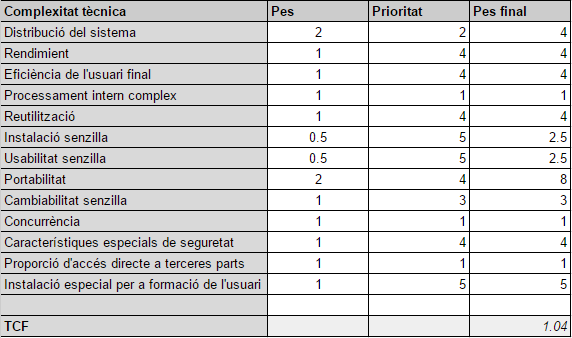 Complexitat tècnica Pes Prioritat Pes final
Distribució del sistema 2 2 4
Rendiment 1 4 4
Eficiència de l'usuari final 1 4 4
Processament intern complex 1 1 1
Reutilització 1 4 4
Instalació senzilla 0.5 5 2.5
Usabilitat senzilla 0.5 5 2.5
Portabilitat 2 4 8
Cambiabilitat senzilla 1 3 3
Concurrència 1 1 1
Característiques especials de seguretat 1 4 4
Proporció d'accés directe a terceres parts 1 1 1
Instalació especial per a formació de l'usuari 1 5 5
TCF 1.04